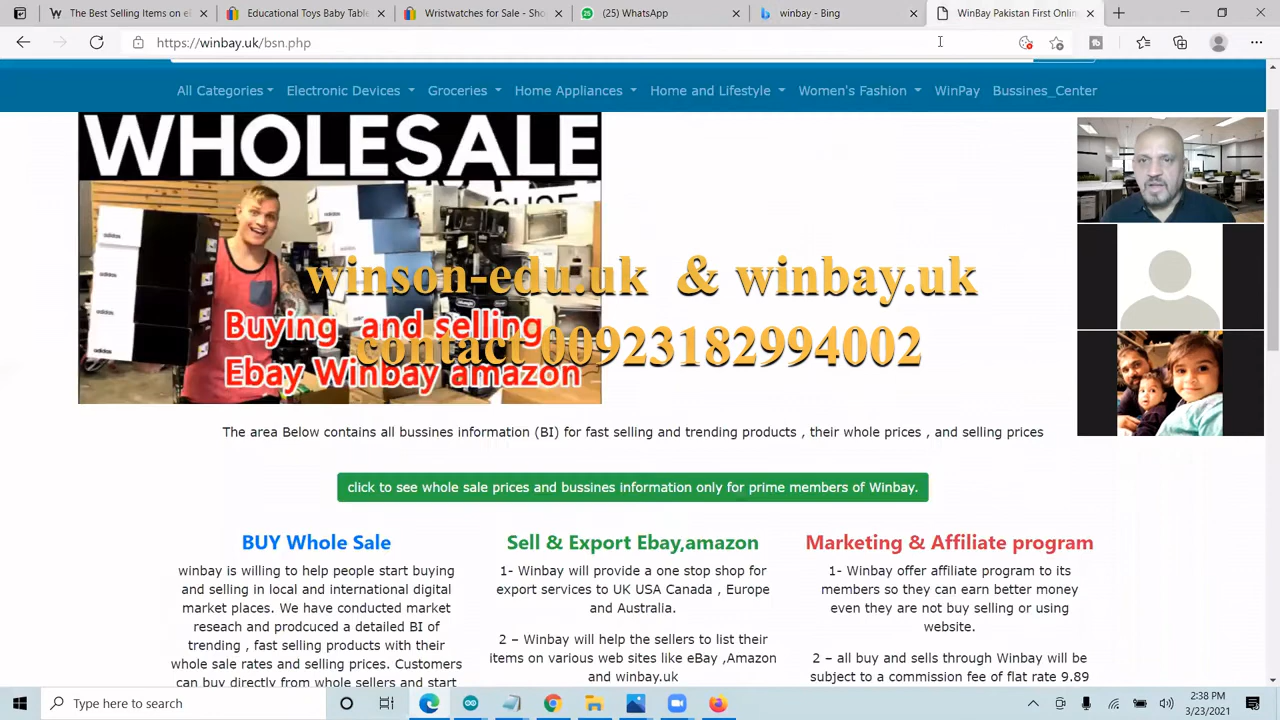 The Best Selling Items on e
Educational Toys Baby Table
Wristwatches for Sale - Sho
(25) WhatsApp
winbay - Bing
WinPay Pakistan First Online
https://winbay.uk/bsn.php
All Categories
Electronic Devices
Groceries
Home Appliances
Home and Lifestyle
Women's Fashion
WinPay
Bussines_Center
WHOLESALE
adidas
adidas
adidas
winson-edu.uk & winbay.uk
Buying and selling
contact 00923182994002
Ebay Winbay amazon
The area Below contains all bussines information (BI) for fast selling and trending products , their whole prices , and selling prices
click to see whole sale prices and bussines information only for prime members of Winbay.
BUY Whole Sale
winbay is willing to help people start buying
and selling in local and international digital
market places. We have conducted market
reseach and prodcuced a detailed BI of
trending , fast selling products with their
whole sale rates and selling prices. Customers
can buy directly from whole sellers and start
Sell & Export Ebay,amazon
1- Winbay will provide a one stop shop for
export services to UK USA Canada , Europe
and Australia.
2 – Winbay will help the sellers to list their
items on various web sites like eBay ,Amazon
and winbay.uk
Marketing & Affiliate program
1- Winbay offer affiliate program to its
members so they can earn better money
even they are not buy selling or using
website.
2 – all buy and sells through Winbay will be
subject to a commission fee of flat rate 9.89
Type here to search
2:38 PM
3/23/2021